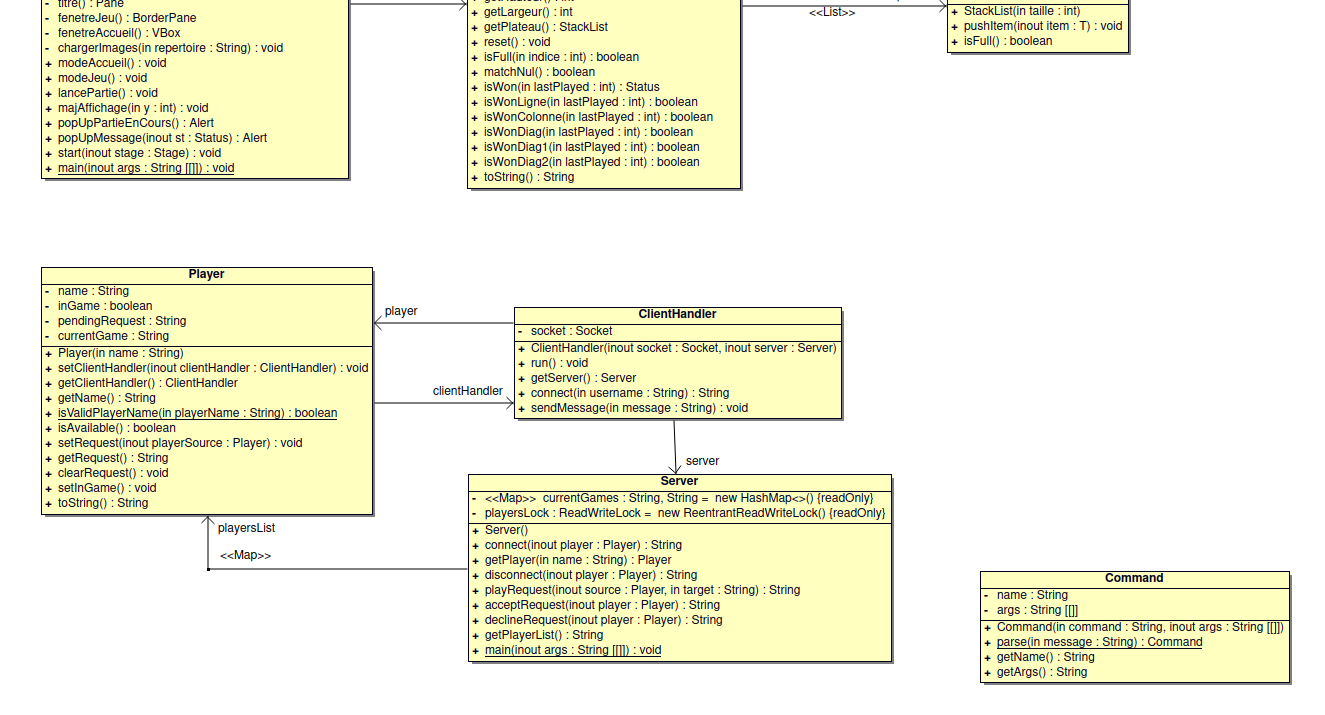 - titre() : Pane
- fenetreJeu() : BorderPane
- fenetreAccueil() : VBox
- chargerImages(in repertoire : String) : void
+ modeAccueil() : void
+ modeJeu() : void
+ lancePartie() : void
+ majAffichage(in y : int) : void
+ popUpPartieEnCours() : Alert
+ popUpMessage(inout st : Status) : Alert
+ start(inout stage : Stage) : void
+ main(inout args : String [[]]) : void
+ getLargeur() : int
+ getPlateau() : StackList
+ reset() : void
+ isFull(in indice : int) : boolean
+ matchNul() : boolean
+ isWon(in lastPlayed : int) : Status
+ isWonLigne(in lastPlayed : int) : boolean
+ isWonColonne(in lastPlayed : int) : boolean
+ isWonDiag(in lastPlayed : int) : boolean
+ isWonDiag1(in lastPlayed : int) : boolean
+ isWonDiag2(in lastPlayed : int) : boolean
+ toString() : String
<<List>>
+ StackList(in taille : int)
+ pushItem(inout item : T) : void
+ isFull() : boolean
Player
- name : String
- inGame : boolean
- pendingRequest : String
- currentGame : String
+ Player(in name : String)
+ setClientHandler(inout clientHandler : ClientHandler) : void
+ getClientHandler() : ClientHandler
+ getName() : String
+ isValidPlayerName(in playerName : String) : boolean
+ isAvailable() : boolean
+ setRequest(inout playerSource : Player) : void
+ getRequest() : String
+ clearRequest() : void
+ setInGame() : void
+ toString() : String
player
clientHandler
ClientHandler
- socket : Socket
+ ClientHandler(inout socket : Socket, inout server : Server)
+ run() : void
+ getServer() : Server
+ connect(in username : String) : String
+ sendMessage(in message : String) : void
server
playersList
<<Map>>
Server
- <<Map>> currentGames : String, String = new HashMap<>() {readOnly}
- playersLock : ReadWriteLock = new ReentrantReadWriteLock() {readOnly}
+ Server()
+ connect(inout player : Player) : String
+ getPlayer(in name : String) : Player
+ disconnect(inout player : Player) : String
+ playRequest(inout source : Player, in target : String) : String
+ acceptRequest(inout player : Player) : String
+ declineRequest(inout player : Player) : String
+ getPlayerList() : String
+ main(inout args : String [[]]) : void
Command
- name : String
- args : String [[]]
+ Command(in command : String, inout args : String [[]])
+ parse(in message : String) : Command
+ getName() : String
+ getArgs() : String